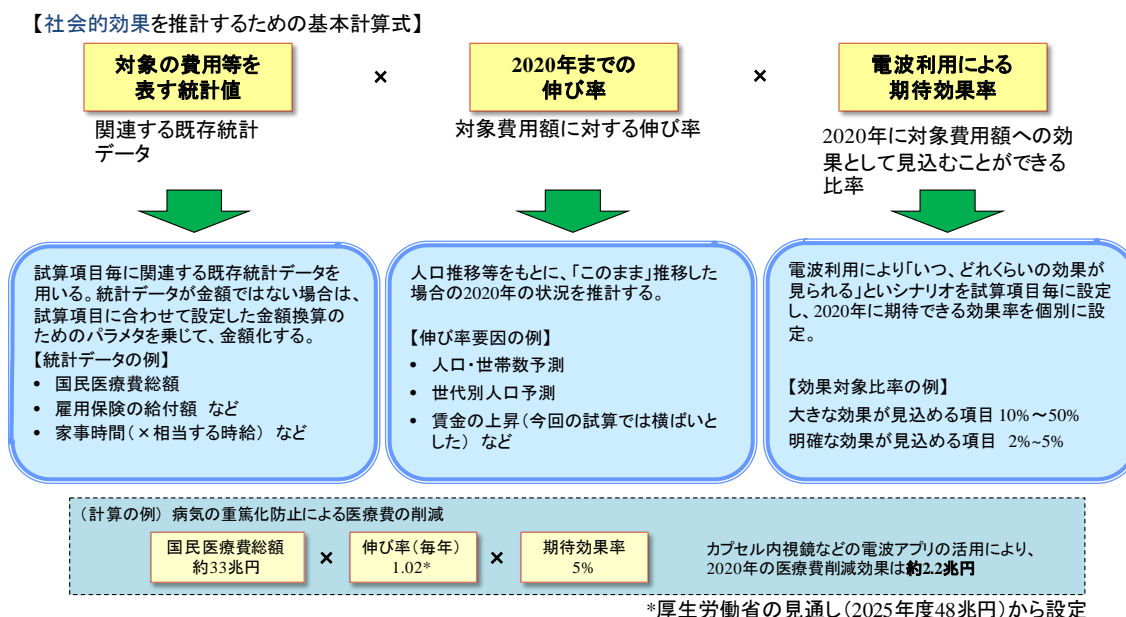 【社会的効果を推計するための基本計算式】
対象の費用等を
表す統計値
×
2020年までの
伸び率
×
電波利用による
期待効果率
関連する既存統計
データ
対象費用額に対する伸び率
2020年に対象費用額への効
果として見込むことができる
比率
試算項目毎に関連する既存統計データを
用いる。統計データが金額ではない場合は、
試算項目に合わせて設定した金額換算の
ためのパラメタを乗じて、金額化する。
【統計データの例】
• 国民医療費総額
• 雇用保険の給付額 など
• 家事時間(×相当する時給) など
人口推移等をもとに、「このまま」推移した
場合の2020年の状況を推計する。
【伸び率要因の例】
• 人口・世帯数予測
• 世代別人口予測
• 賃金の上昇(今回の試算では横ばいと
した) など
電波利用により「いつ、どれくらいの効果が
見られる」といシナリオを試算項目毎に設定
し、2020年に期待できる効果率を個別に設
定。
【効果対象比率の例】
大きな効果が見込める項目 10%～50%
明確な効果が見込める項目 2%~5%
(計算の例) 病気の重篤化防止による医療費の削減
国民医療費総額
約33兆円
×
伸び率(毎年)
1.02*
×
期待効果率
5%
カプセル内視鏡などの電波アプリの活用により、
2020年の医療費削減効果は約2.2兆円
*厚生労働省の見通し(2025年度48兆円)から設定